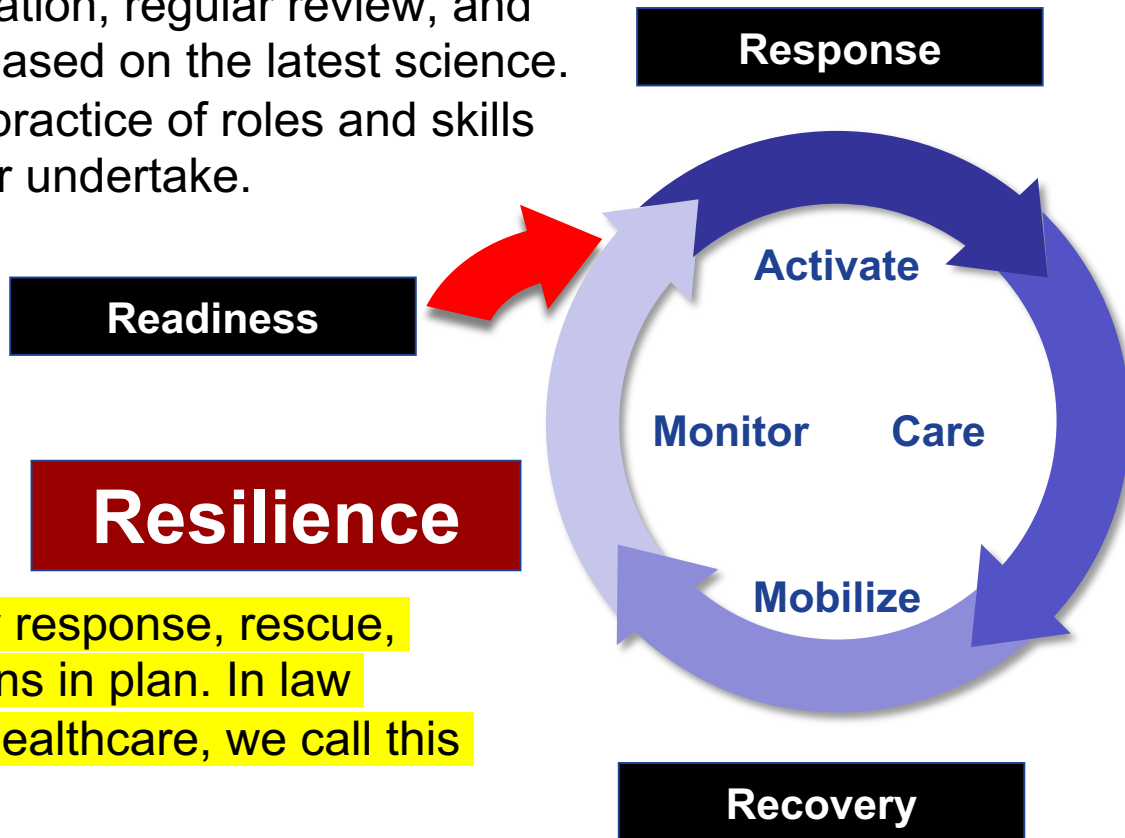 ation, regular review, and
ased on the latest science.
practice of roles and skills
r undertake.
Response
Readiness
Activate
Monitor Care
Mobilize
Resilience
response, rescue,
ns in plan. In law
ealthcare, we call this
Recovery